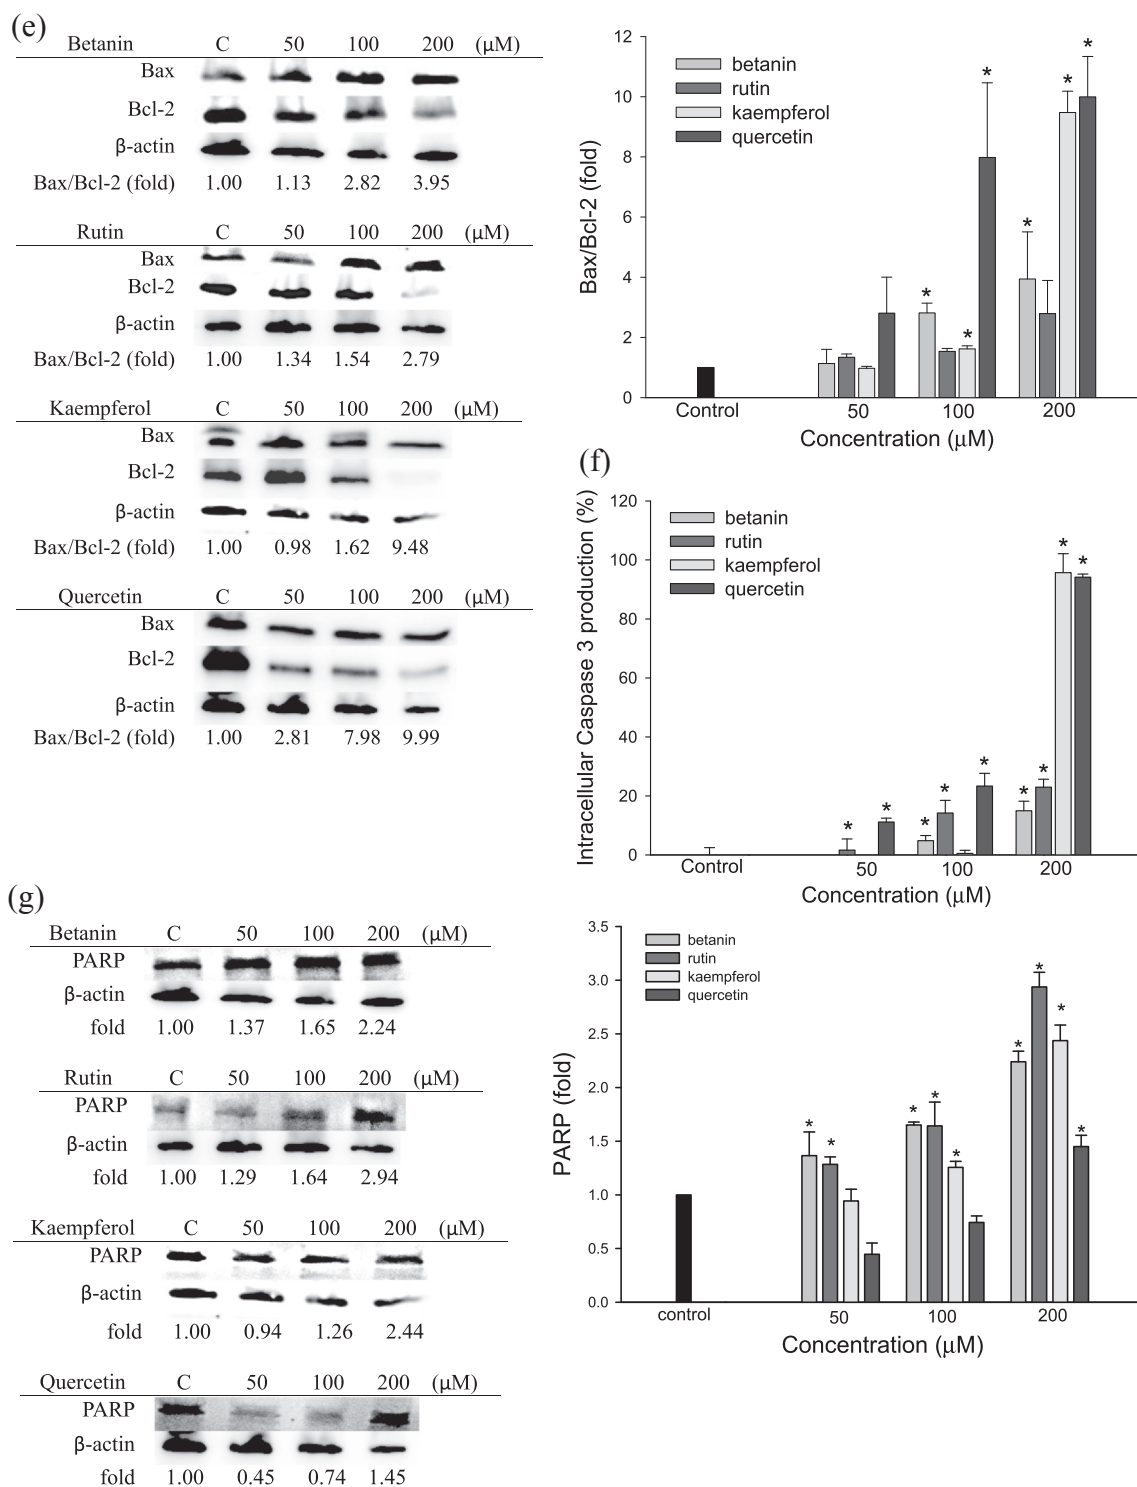 (e)
Betanin C 50 100 200 (μM)
Bax
Bcl-2
β-actin
Bax/Bcl-2 (fold) 1.00 1.13 2.82 3.95
Rutin C 50 100 200 (μM)
Bax
Bcl-2
β-actin
Bax/Bcl-2 (fold) 1.00 1.34 1.54 2.79
Kaempferol C 50 100 200 (μM)
Bax
Bcl-2
β-actin
Bax/Bcl-2 (fold) 1.00 0.98 1.62 9.48
Quercetin C 50 100 200 (μM)
Bax
Bcl-2
β-actin
Bax/Bcl-2 (fold) 1.00 2.81 7.98 9.99
Bax/Bcl-2 (fold)
12
10
8
6
4
2
0
betanin
rutin
kaempferol
quercetin
* * * * * * *
Control 50 100 200
Concentration (μM)
(f)
Intracellular Caspase 3 production (%)
120
100
80
60
40
20
0
betanin
rutin
kaempferol
quercetin
* * * * * * * * *
Control 50 100 200
Concentration (μM)
(g)
Betanin C 50 100 200 (μM)
PARP
β-actin
fold 1.00 1.37 1.65 2.24
Rutin C 50 100 200 (μM)
PARP
β-actin
fold 1.00 1.29 1.64 2.94
Kaempferol C 50 100 200 (μM)
PARP
β-actin
fold 1.00 0.94 1.26 2.44
Quercetin C 50 100 200 (μM)
PARP
β-actin
fold 1.00 0.45 0.74 1.45
PARP (fold)
3.5
3.0
2.5
2.0
1.5
1.0
0.5
0.0
betanin
rutin
kaempferol
quercetin
* * * * * * * * *
control 50 100 200
Concentration (μM)